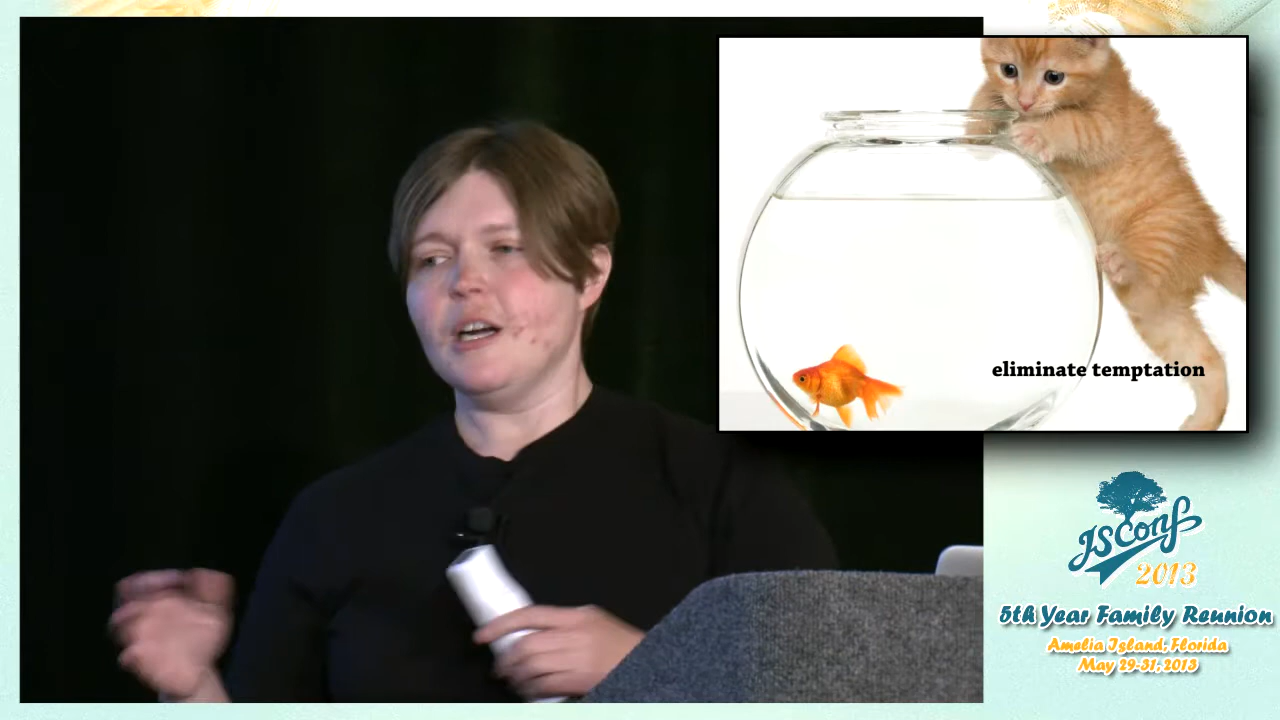 eliminate temptation
JSConf
2013
5th Year Family Reunion
Amelia Island, Florida
May 29-31, 2013